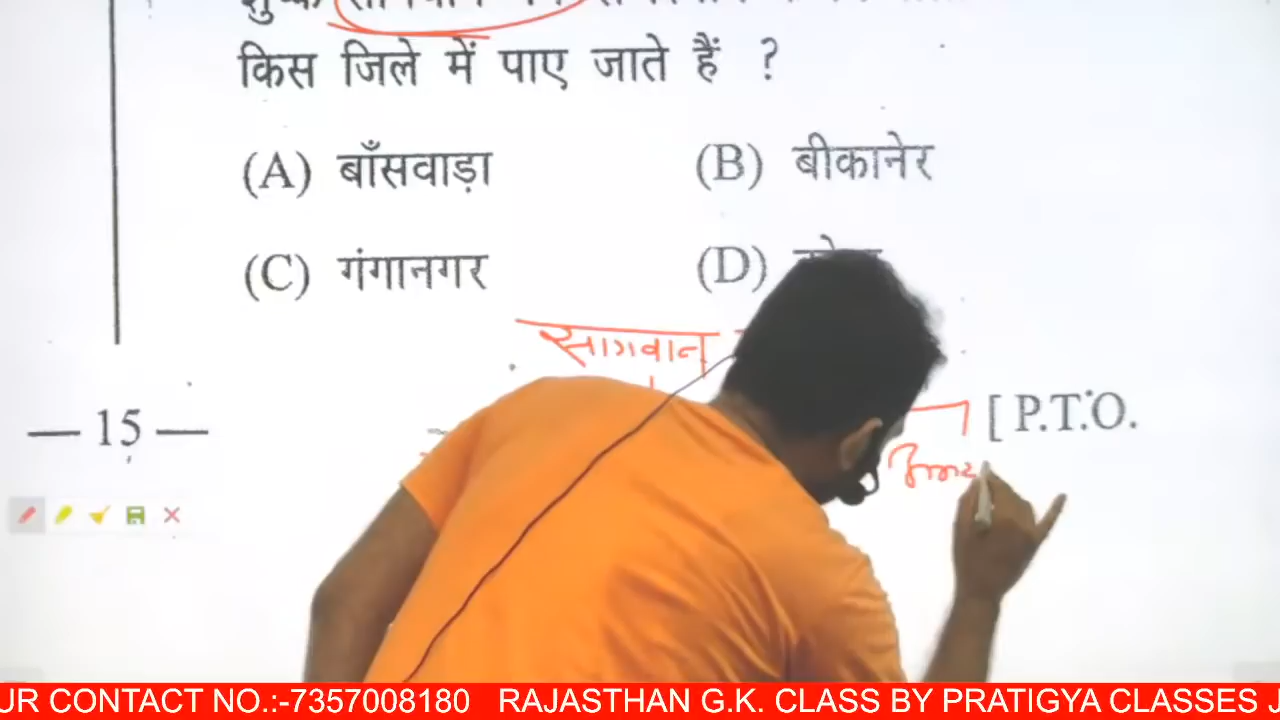 शुष्क
किस जिले में पाए जाते हैं ?
(A) बाँसवाड़ा
(B) बीकानेर
(C) गंगानगर
(D)
सागवान
— 15 —
[ P.T.O.
UR CONTACT NO.:-7357008180 RAJASTHAN G.K. CLASS BY PRATIGYA CLASSES J